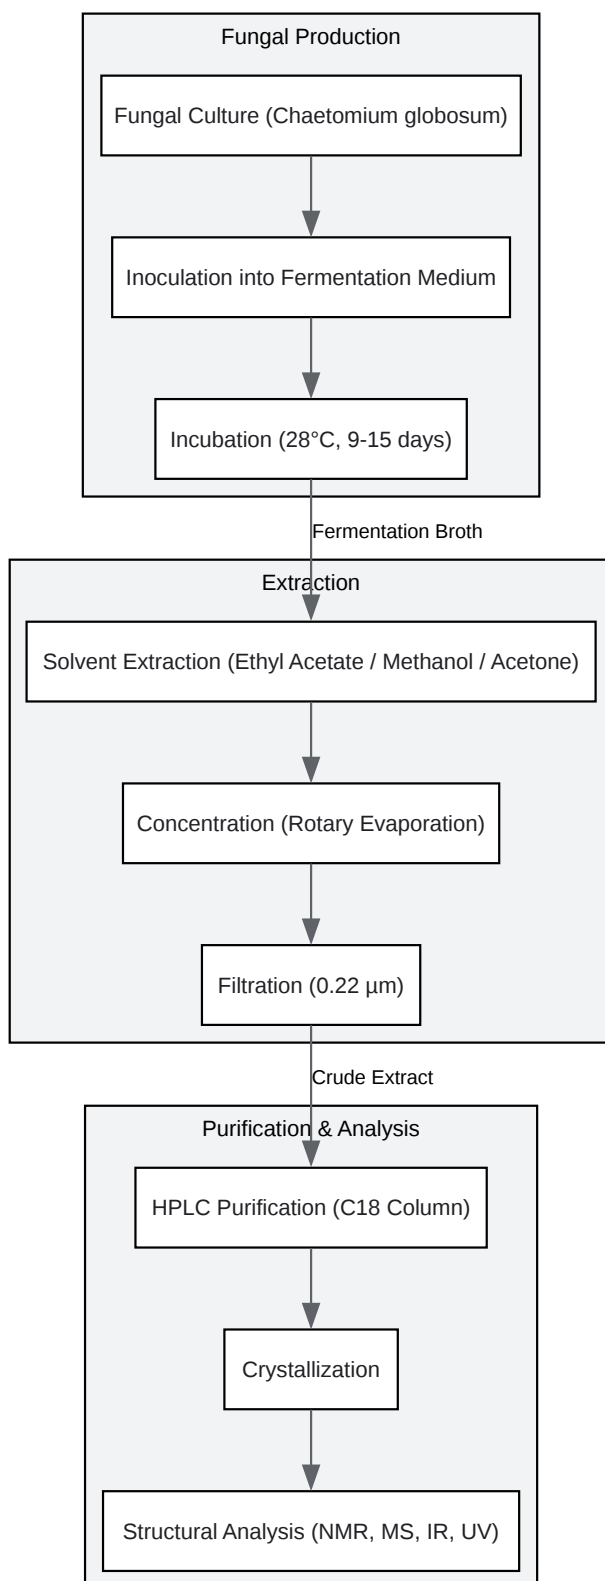 Fungal Production
Fungal Culture (Chaetomium globosum)
Inoculation into Fermentation Medium
Incubation (28°C, 9-15 days)
Fermentation Broth
Extraction
Solvent Extraction (Ethyl Acetate / Methanol / Acetone)
Concentration (Rotary Evaporation)
Filtration (0.22 µm)
Crude Extract
Purification & Analysis
HPLC Purification (C18 Column)
Crystallization
Structural Analysis (NMR, MS, IR, UV)